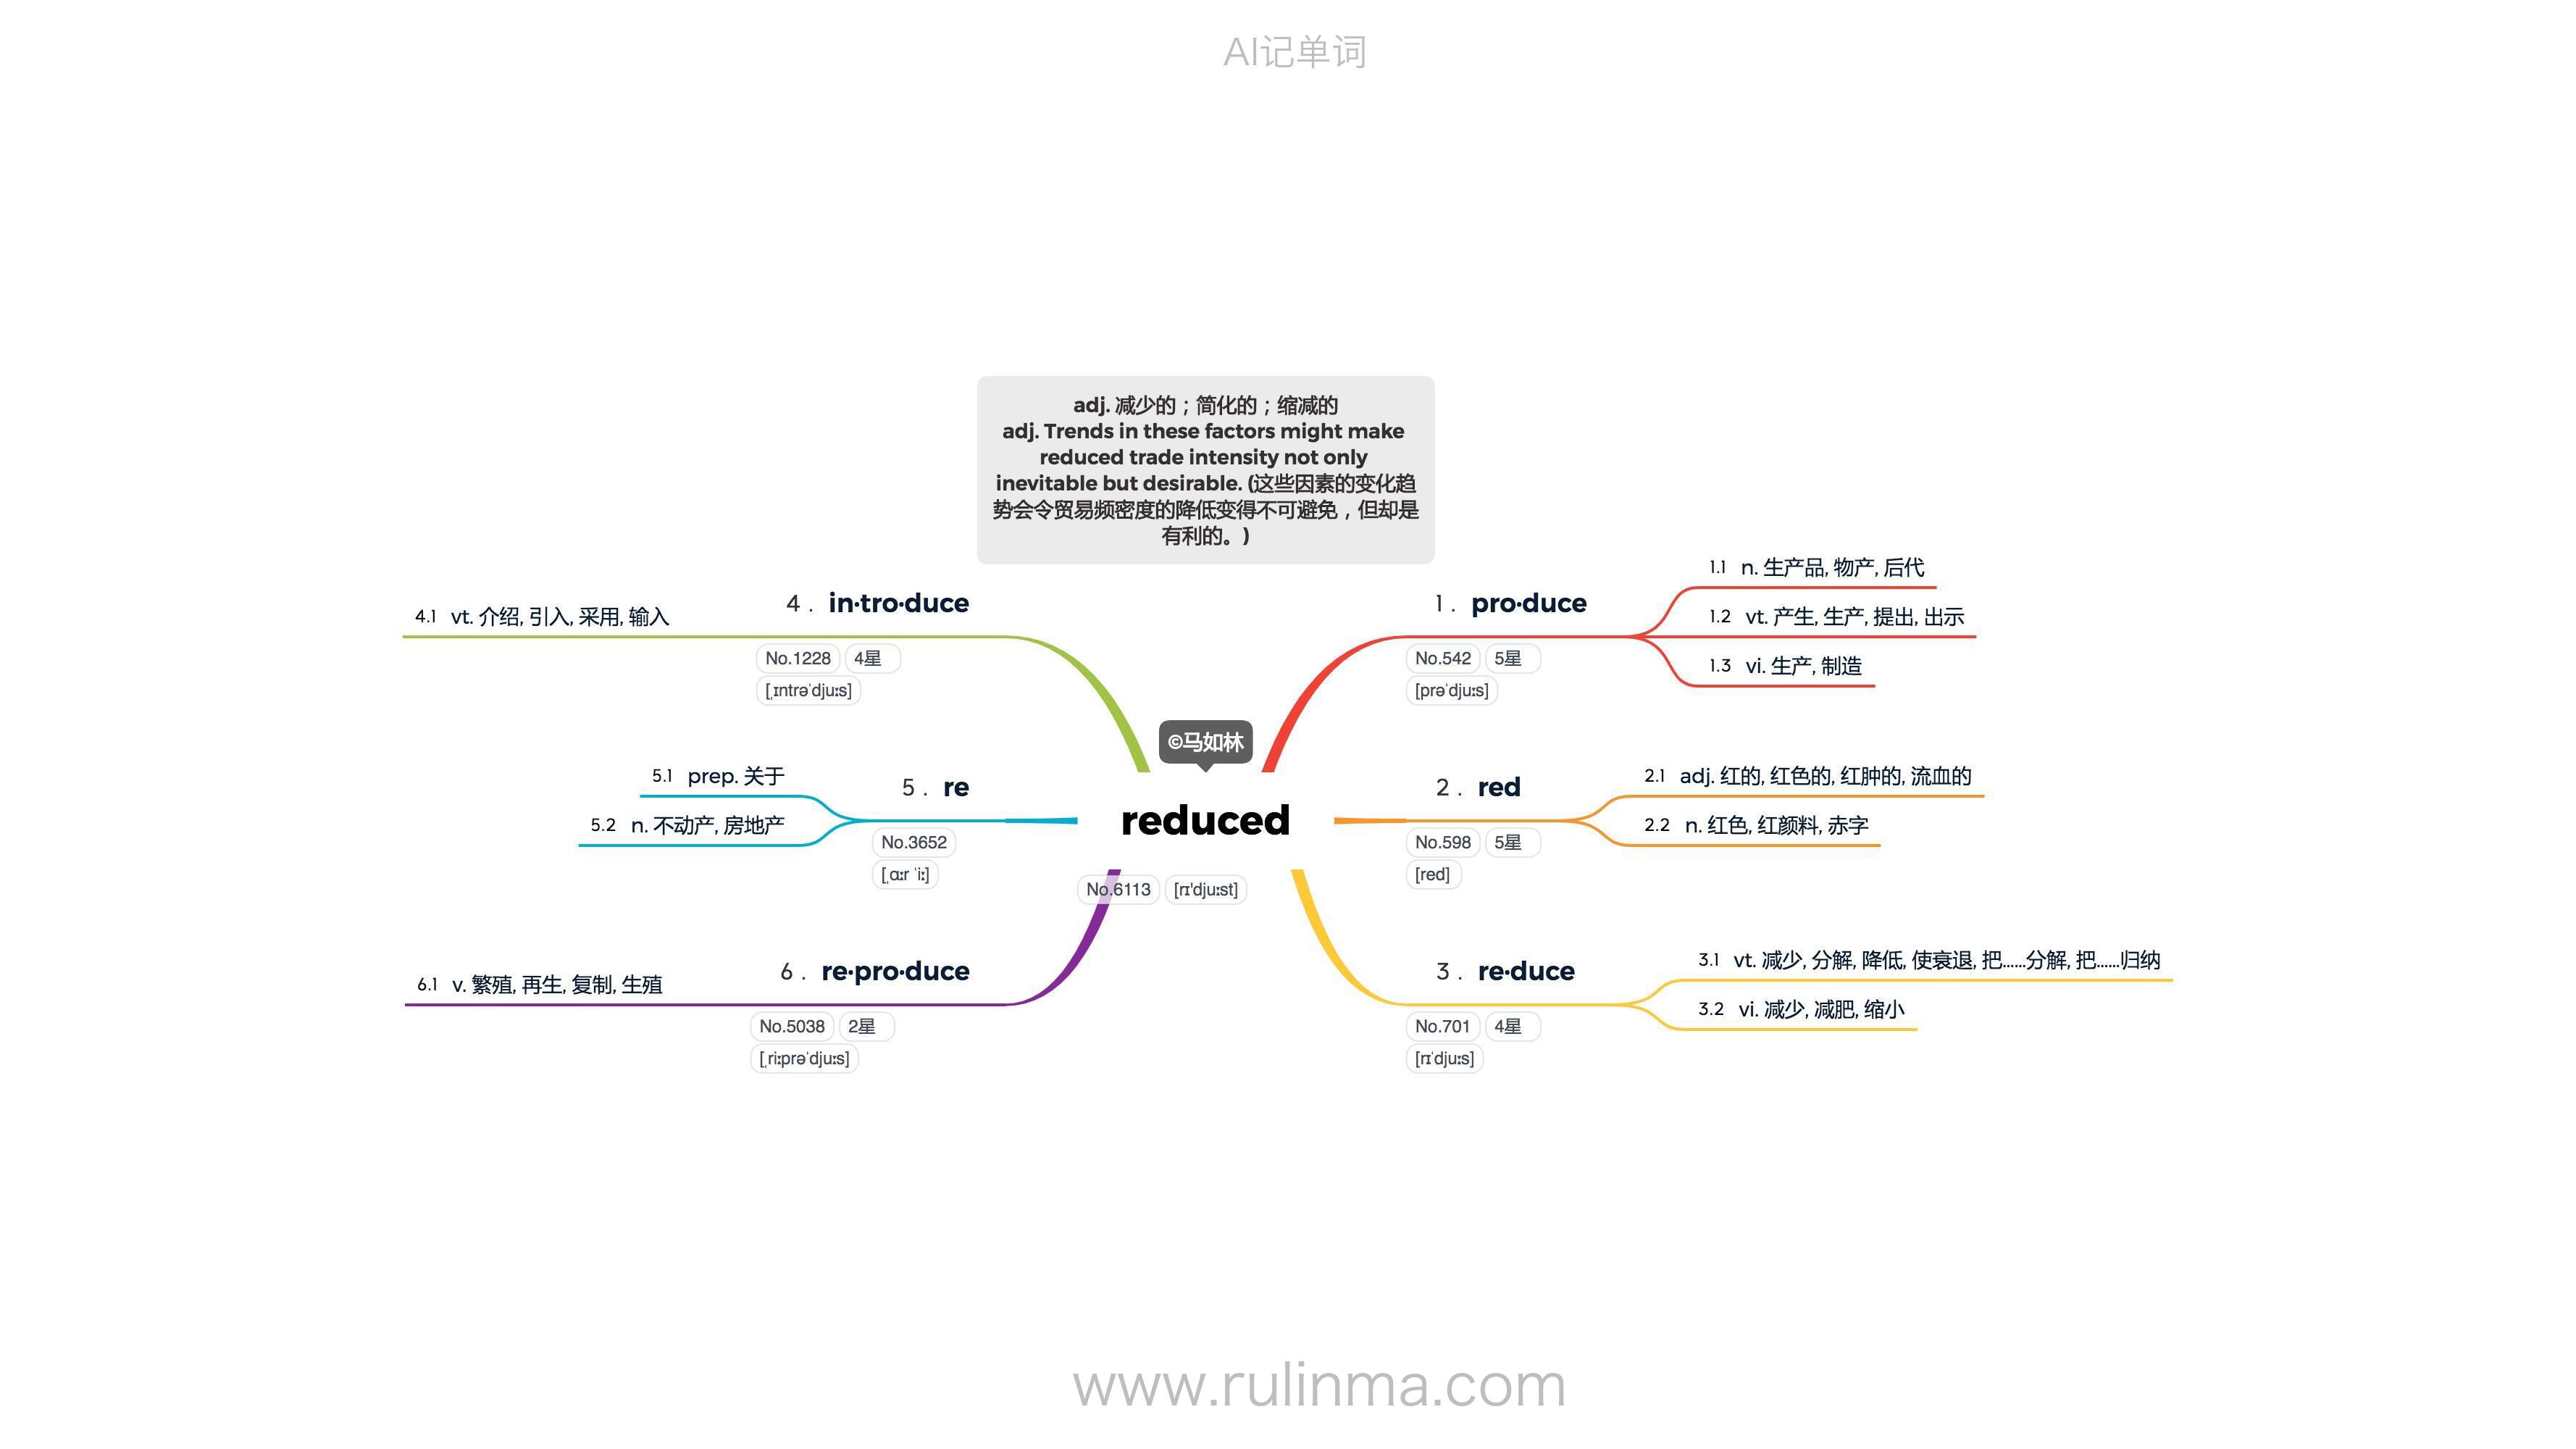 AI记单词
adj. 减少的；简化的；缩减的
adj. Trends in these factors might make
reduced trade intensity not only
inevitable but desirable. (这些因素的变化趋
势会令贸易频密度的降低变得不可避免，但却是
有利的。)
©马如林
reduced
No.6113 [rɪ'djuːst]
1. pro·duce
No.542 5星
[prəˈdjuːs]
1.1 n. 生产品, 物产, 后代
1.2 vt. 产生, 生产, 提出, 出示
1.3 vi. 生产, 制造
2. red
No.598 5星
[red]
2.1 adj. 红的, 红色的, 红肿的, 流血的
2.2 n. 红色, 红颜料, 赤字
3. re·duce
No.701 4星
[rɪˈdjuːs]
3.1 vt. 减少, 分解, 降低, 使衰退, 把……分解, 把……归纳
3.2 vi. 减少, 减肥, 缩小
4. in·tro·duce
No.1228 4星
[ˌɪntrəˈdjuːs]
4.1 vt. 介绍, 引入, 采用, 输入
5. re
No.3652
[ˌɑːr ˈiː]
5.1 prep. 关于
5.2 n. 不动产, 房地产
6. re·pro·duce
No.5038 2星
[ˌriːprəˈdjuːs]
6.1 v. 繁殖, 再生, 复制, 生殖
www.rulinma.com